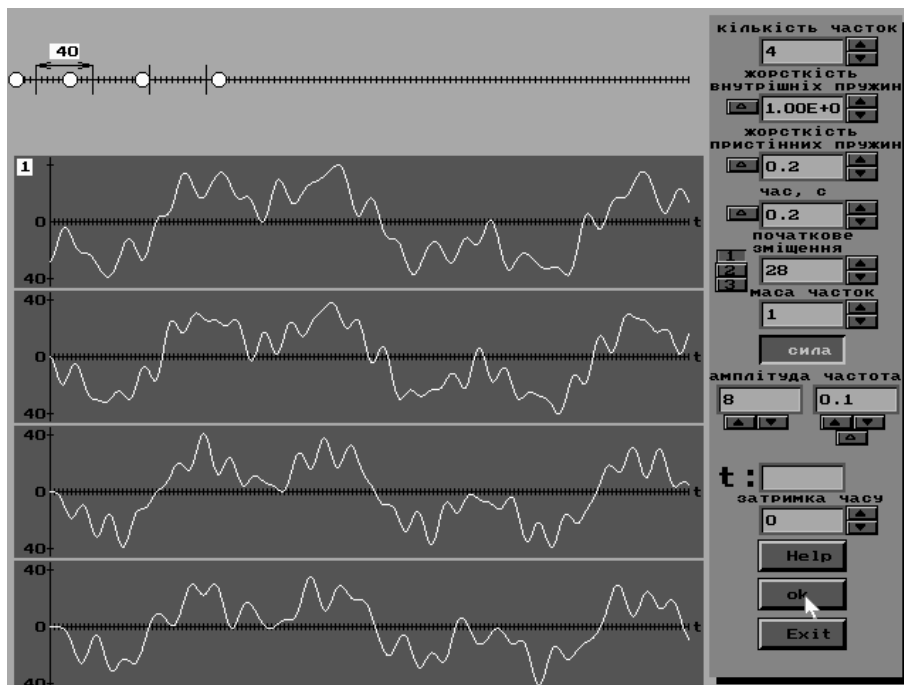 40
1
0
t
40
40
0
t
40
40
0
t
40
40
0
t
40
кількість часток
4
жорсткість
внутрішніх пружин
1.00E+0
жорсткість
пристінних пружин
0.2
час, с
0.2
початкове
зміщення
1
2
3
28
маса часток
1
сила
амплітуда частота
8 0.1
t:
затримка часу
0
Help
ok
Exit